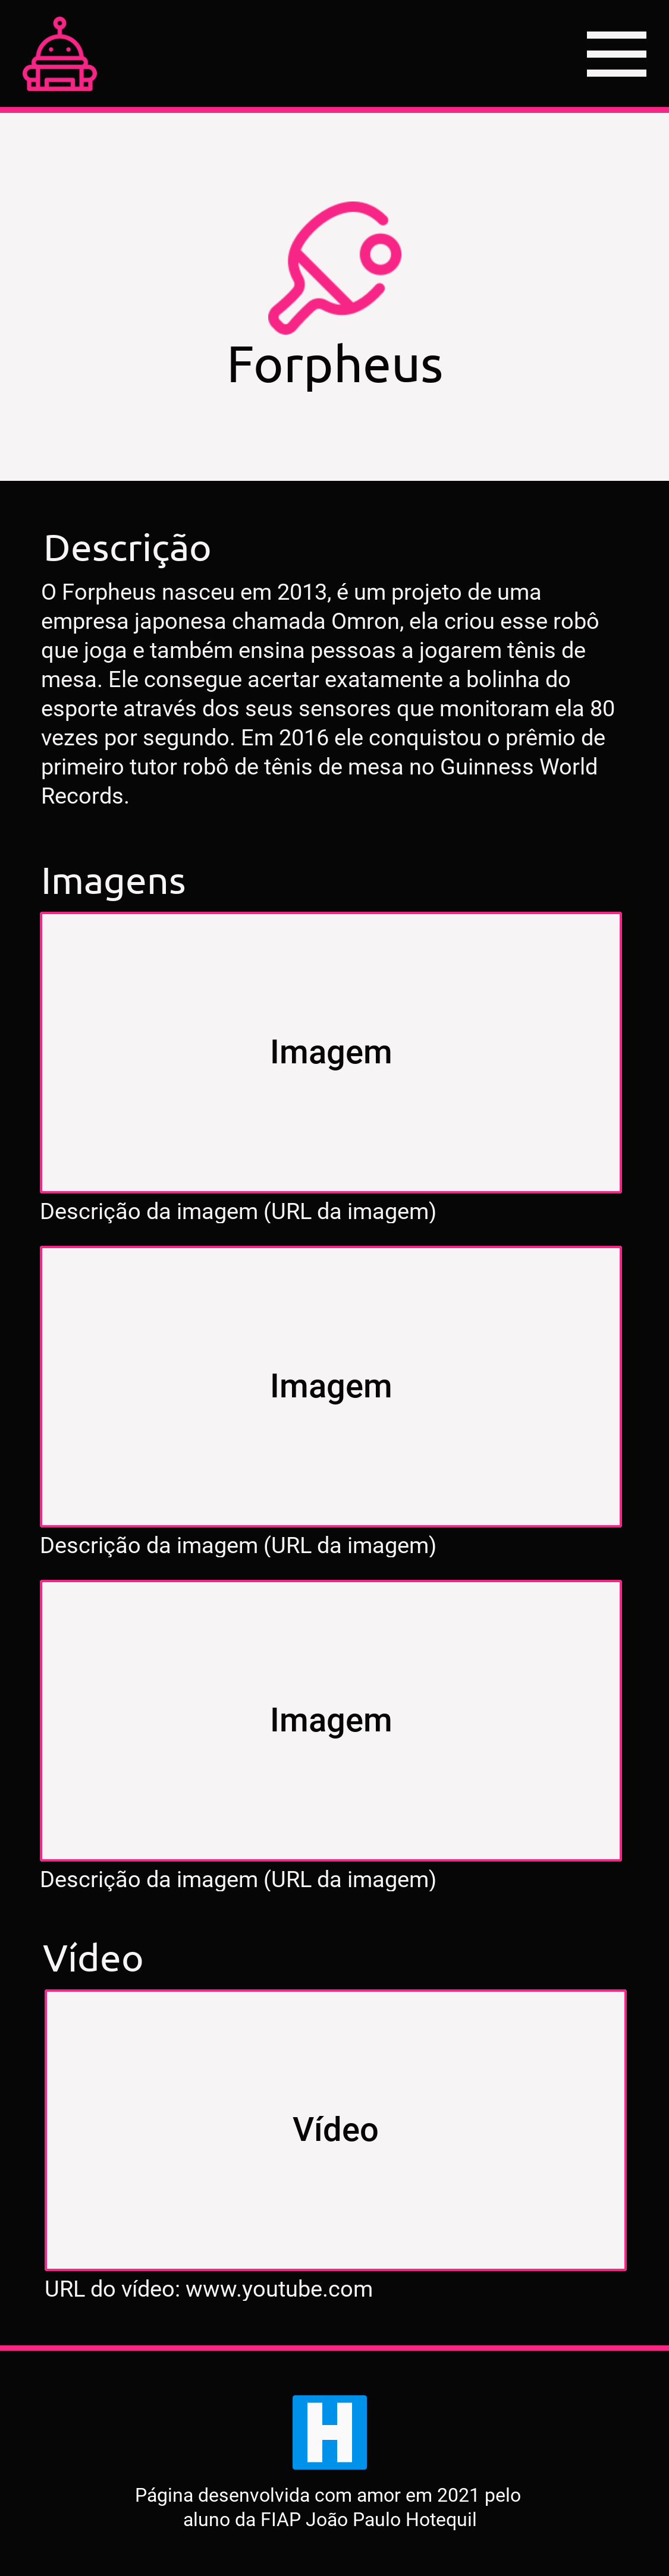 Forpheus
Descrição
O Forpheus nasceu em 2013, é um projeto de uma
empresa japonesa chamada Omron, ela criou esse robô
que joga e também ensina pessoas a jogarem tênis de
mesa. Ele consegue acertar exatamente a bolinha do
esporte através dos seus sensores que monitoram ela 80
vezes por segundo. Em 2016 ele conquistou o prêmio de
primeiro tutor robô de tênis de mesa no Guinness World
Records.
Imagens
Imagem
Descrição da imagem (URL da imagem)
Imagem
Descrição da imagem (URL da imagem)
Imagem
Descrição da imagem (URL da imagem)
Vídeo
Vídeo
URL do vídeo: www.youtube.com
H
Página desenvolvida com amor em 2021 pelo
aluno da FIAP João Paulo Hotequil